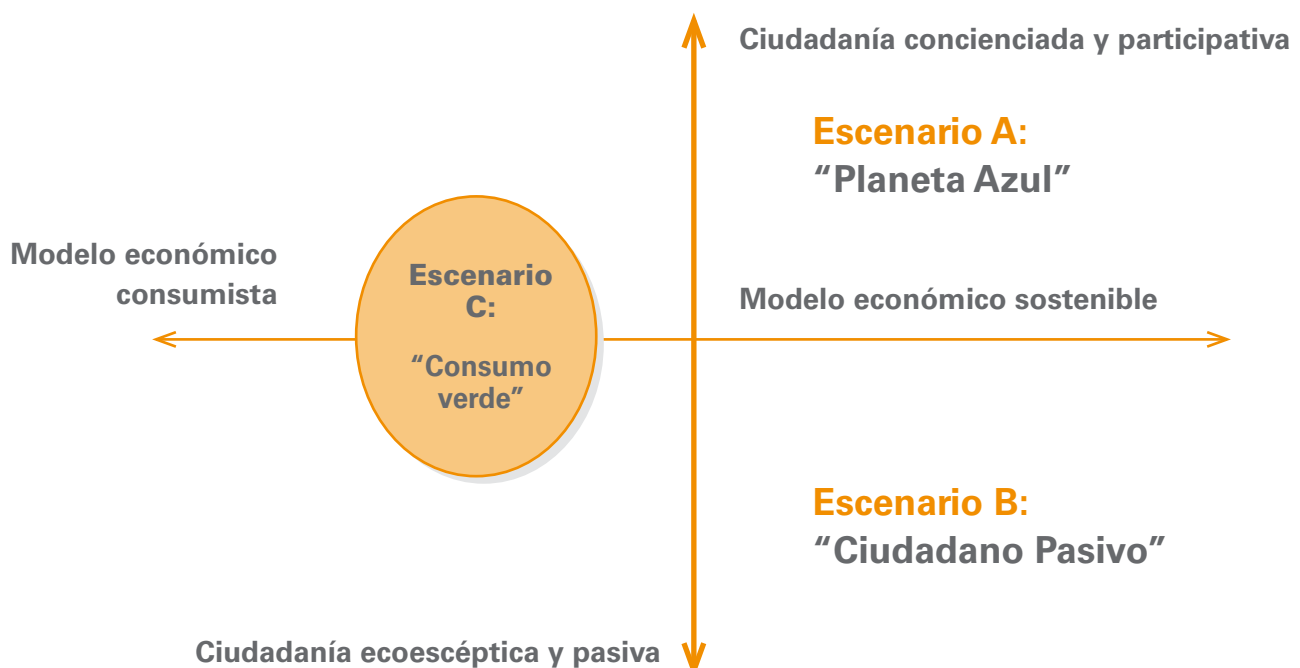 Ciudadanía concienciada y participativa
Escenario A:
“Planeta Azul”
Modelo económico
consumista
Escenario
C:
“Consumo
verde”
Modelo económico sostenible
Escenario B:
“Ciudadano Pasivo”
Ciudadanía ecoescéptica y pasiva